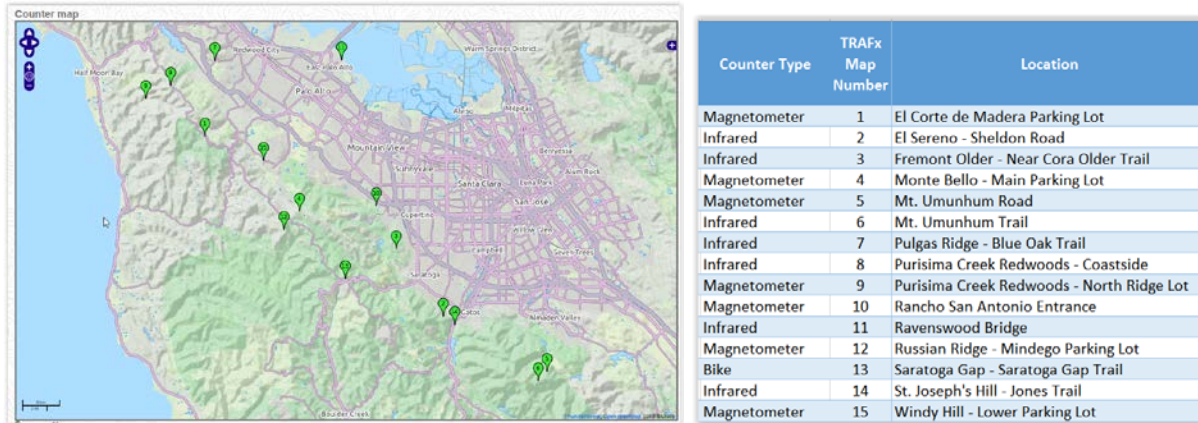 Counter map
Redwood City
Warm Springs District
Half Moon Bay
East Palo Alto
Palo Alto
Alviso
Milpitas
Mountain View
Berryessa
Sunnyvale
Alum Rock
Santa Clara
San Jose
Cupertino
Willow Glen
Campbell
Seven Trees
Saratoga
Gatos
Almaden Valley
Boulder Creek
Counter Type TRAFx Map Number Location
Magnetometer 1 El Corte de Madera Parking Lot
Infrared 2 El Sereno - Sheldon Road
Infrared 3 Fremont Older - Near Cora Older Trail
Magnetometer 4 Monte Bello - Main Parking Lot
Magnetometer 5 Mt. Umunhum Road
Infrared 6 Mt. Umunhum Trail
Infrared 7 Pulgas Ridge - Blue Oak Trail
Infrared 8 Purisima Creek Redwoods - Coastside
Magnetometer 9 Purisima Creek Redwoods - North Ridge Lot
Magnetometer 10 Rancho San Antonio Entrance
Infrared 11 Ravenswood Bridge
Magnetometer 12 Russian Ridge - Mindego Parking Lot
Bike 13 Saratoga Gap - Saratoga Gap Trail
Infrared 14 St. Joseph's Hill - Jones Trail
Magnetometer 15 Windy Hill - Lower Parking Lot